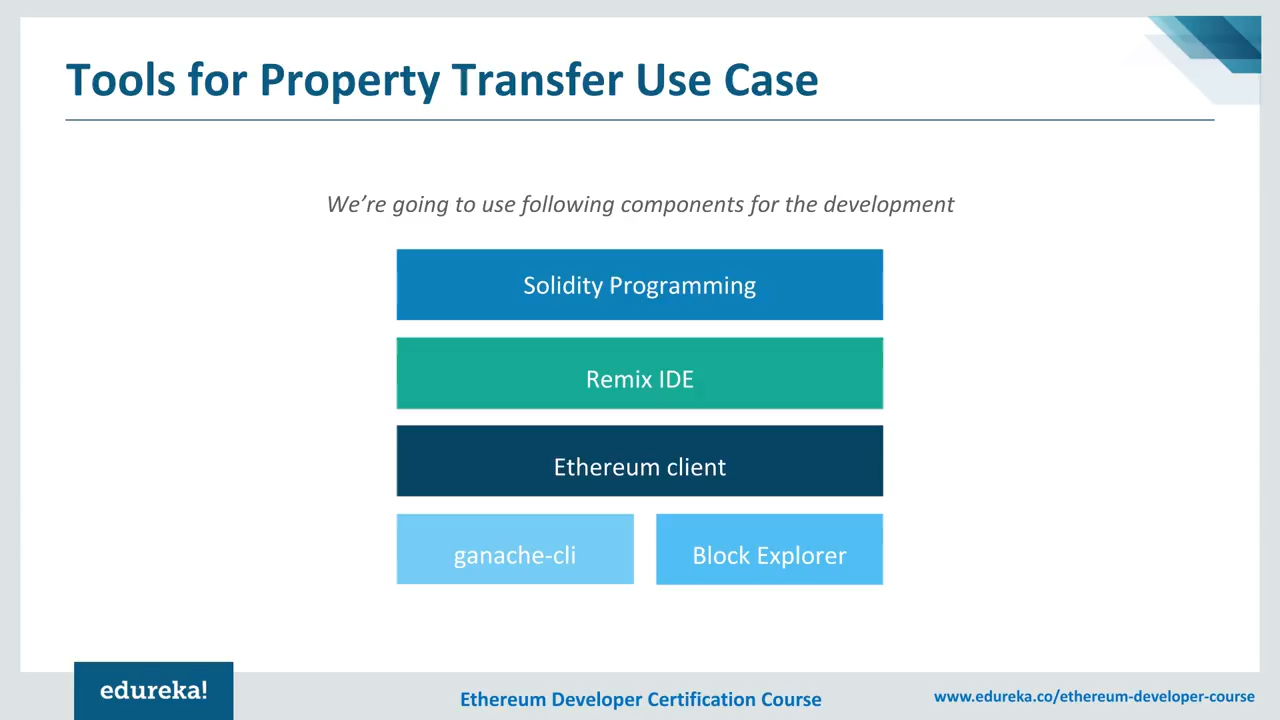 Tools for Property Transfer Use Case
We’re going to use following components for the development
Solidity Programming
Remix IDE
Ethereum client
ganache-cli
Block Explorer
edureka!
Ethereum Developer Certification Course
www.edureka.co/ethereum-developer-course